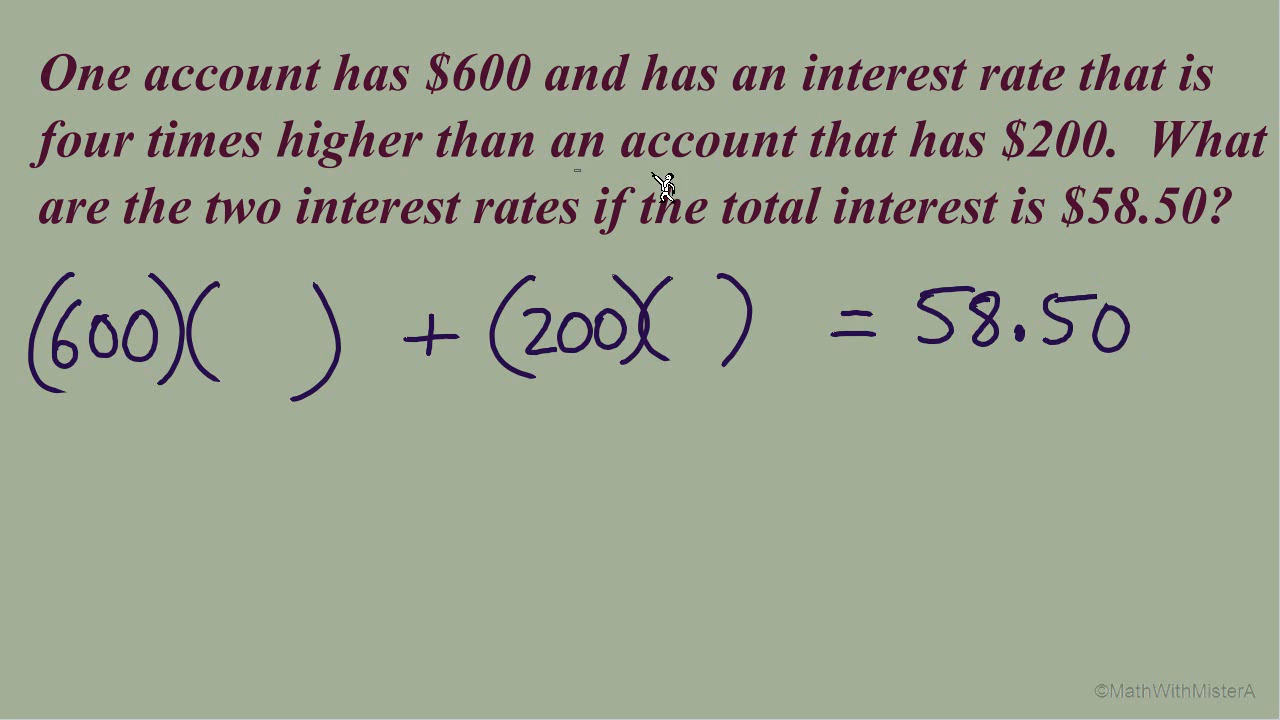 One account has $600 and has an interest rate that is
four times higher than an account that has $200. What
are the two interest rates if the total interest is $58.50?
(600)( ) + (200)( ) = 58.50
©MathWithMisterA